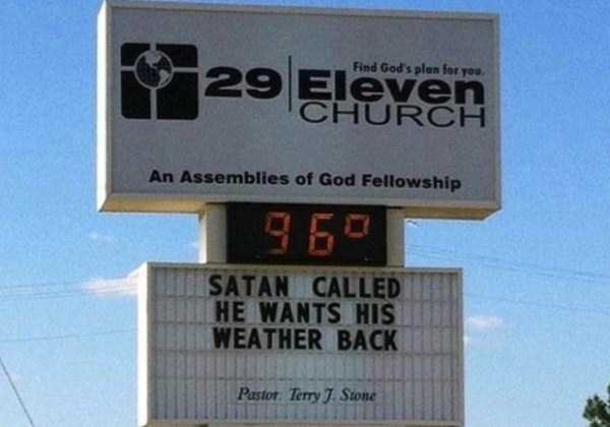 Find God's plan for you.
29 Eleven
CHURCH
An Assemblies of God Fellowship
96°
SATAN CALLED
HE WANTS HIS
WEATHER BACK
Pastor: Terry J. Stone